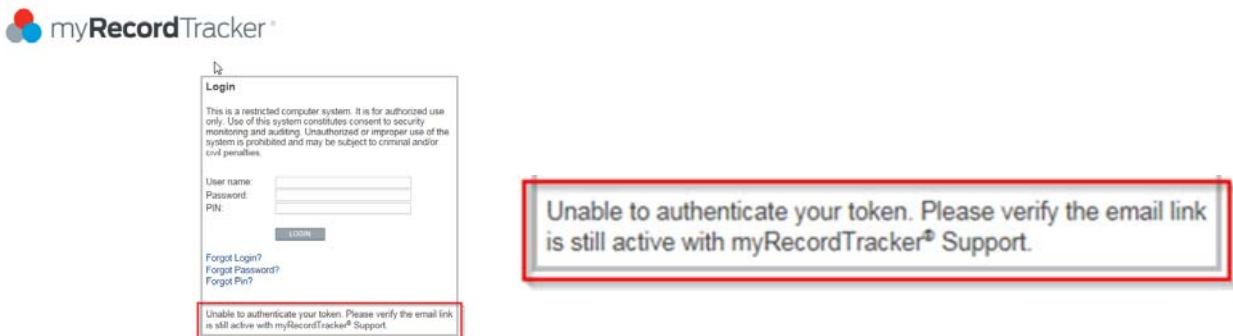 myRecordTracker®
Login
This is a restricted computer system. It is for authorized use
only. Use of this system constitutes consent to security
monitoring and auditing. Unauthorized or improper use of the
system is prohibited and may be subject to criminal and/or
civil penalties.
User name:
Password:
PIN:
LOGIN
Forgot Login?
Forgot Password?
Forgot Pin?
Unable to authenticate your token. Please verify the email link
is still active with myRecordTracker® Support.
Unable to authenticate your token. Please verify the email link
is still active with myRecordTracker® Support.